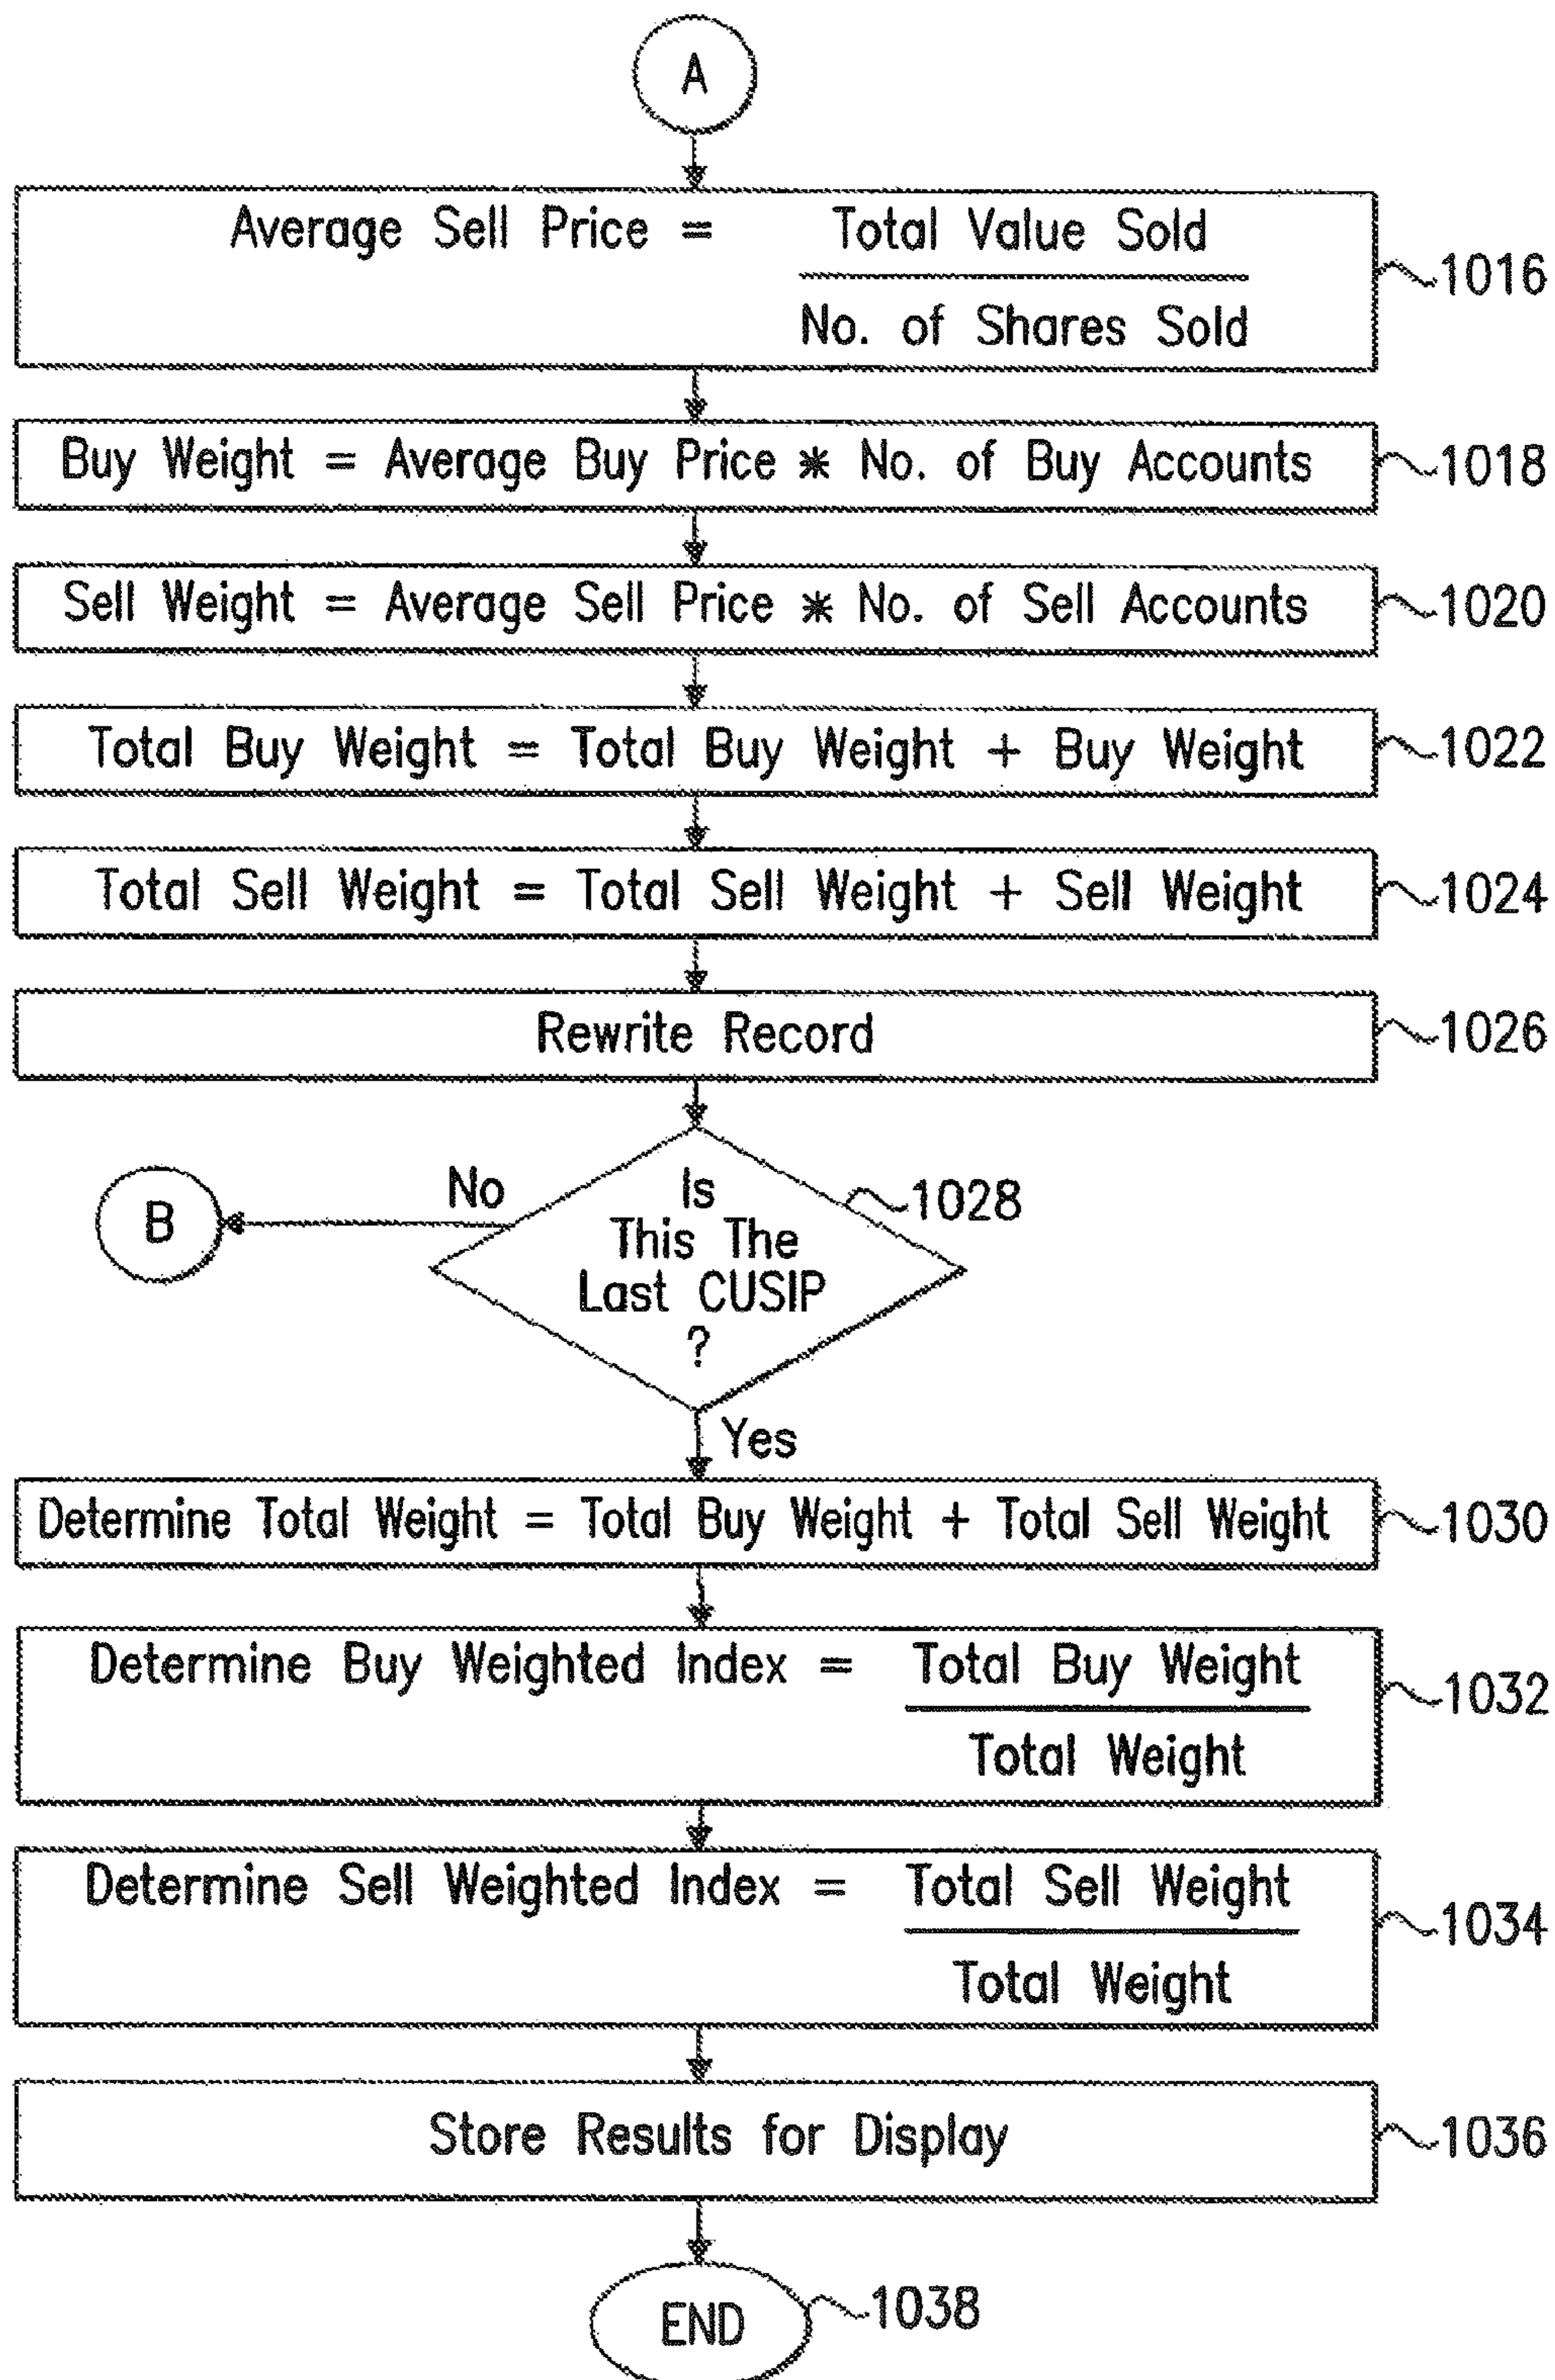 A
Average Sell Price = Total Value Sold
No. of Shares Sold
1016
Buy Weight = Average Buy Price * No. of Buy Accounts
1018
Sell Weight = Average Sell Price * No. of Sell Accounts
1020
Total Buy Weight = Total Buy Weight + Buy Weight
1022
Total Sell Weight = Total Sell Weight + Sell Weight
1024
Rewrite Record
1026
Is
This The
Last CUSIP
?
1028
No
B
Yes
Determine Total Weight = Total Buy Weight + Total Sell Weight
1030
Determine Buy Weighted Index = Total Buy Weight
Total Weight
1032
Determine Sell Weighted Index = Total Sell Weight
Total Weight
1034
Store Results for Display
1036
END
1038